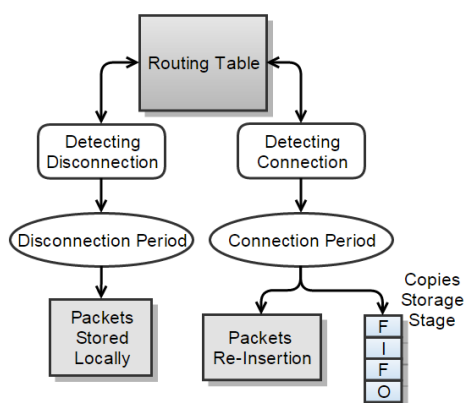 Routing Table
Detecting
Disconnection
Detecting
Connection
Disconnection Period
Connection Period
Packets
Stored
Locally
Packets
Re-Insertion
Copies
Storage
Stage
F
I
F
O